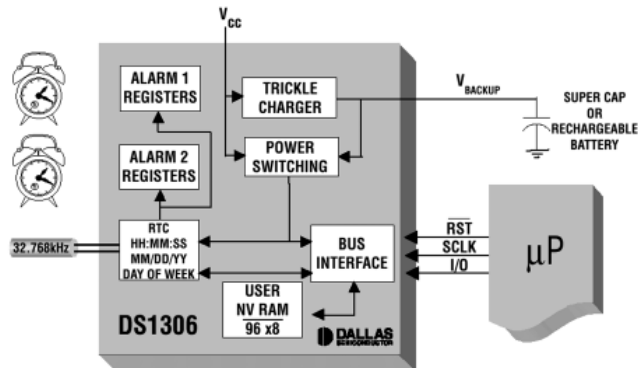 VCC
ALARM 1
REGISTERS
TRICKLE
CHARGER
VBACKUP
SUPER CAP
OR
RECHARGEABLE
BATTERY
ALARM 2
REGISTERS
POWER
SWITCHING
32.768kHz
RTC
HH:MM:SS
MM/DD/YY
DAY OF WEEK
BUS
INTERFACE
RST
SCLK
I/O
µP
USER
NV RAM
96 x8
DS1306
DALLAS
SEMICONDUCTOR